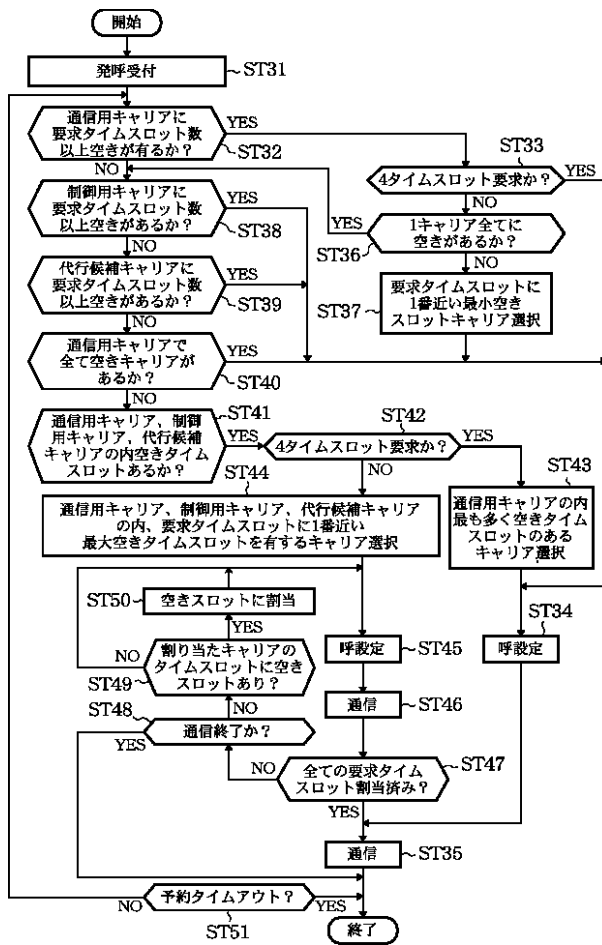 開始
発呼受付
ST31
通信用キャリアに
要求タイムスロット数
以上空きが有るか？
YES
ST32
NO
ST33
4タイムスロット要求か？
YES
NO
制御用キャリアに
要求タイムスロット数
以上空きがあるか？
YES
ST38
NO
YES
1キャリア全てに
空きがあるか？
ST36
NO
代行候補キャリアに
要求タイムスロット数
以上空きがあるか？
YES
ST39
NO
要求タイムスロットに
1番近い最小空き
スロットキャリア選択
ST37
通信用キャリアで
全て空きキャリアが
あるか？
YES
ST40
NO
ST41
通信用キャリア、制御
用キャリア、代行候補
キャリアの内空きタイム
スロットあるか？
YES
ST42
4タイムスロット要求か？
YES
NO
ST44
通信用キャリア、制御用キャリア、代行候補キャリア
の内、要求タイムスロットに1番近い
最大空きタイムスロットを有するキャリア選択
ST43
通信用キャリアの内
最も多く空きタイム
スロットのある
キャリア選択
ST50
空きスロットに割当
YES
ST34
呼設定
割り当たキャリアの
タイムスロットに空き
スロットあり？
NO
ST49
NO
呼設定
ST45
通信
ST46
ST48
通信終了か？
YES
NO
全ての要求タイム
スロット割当済み？
ST47
YES
通信
ST35
予約タイムアウト？
NO
YES
ST51
終了